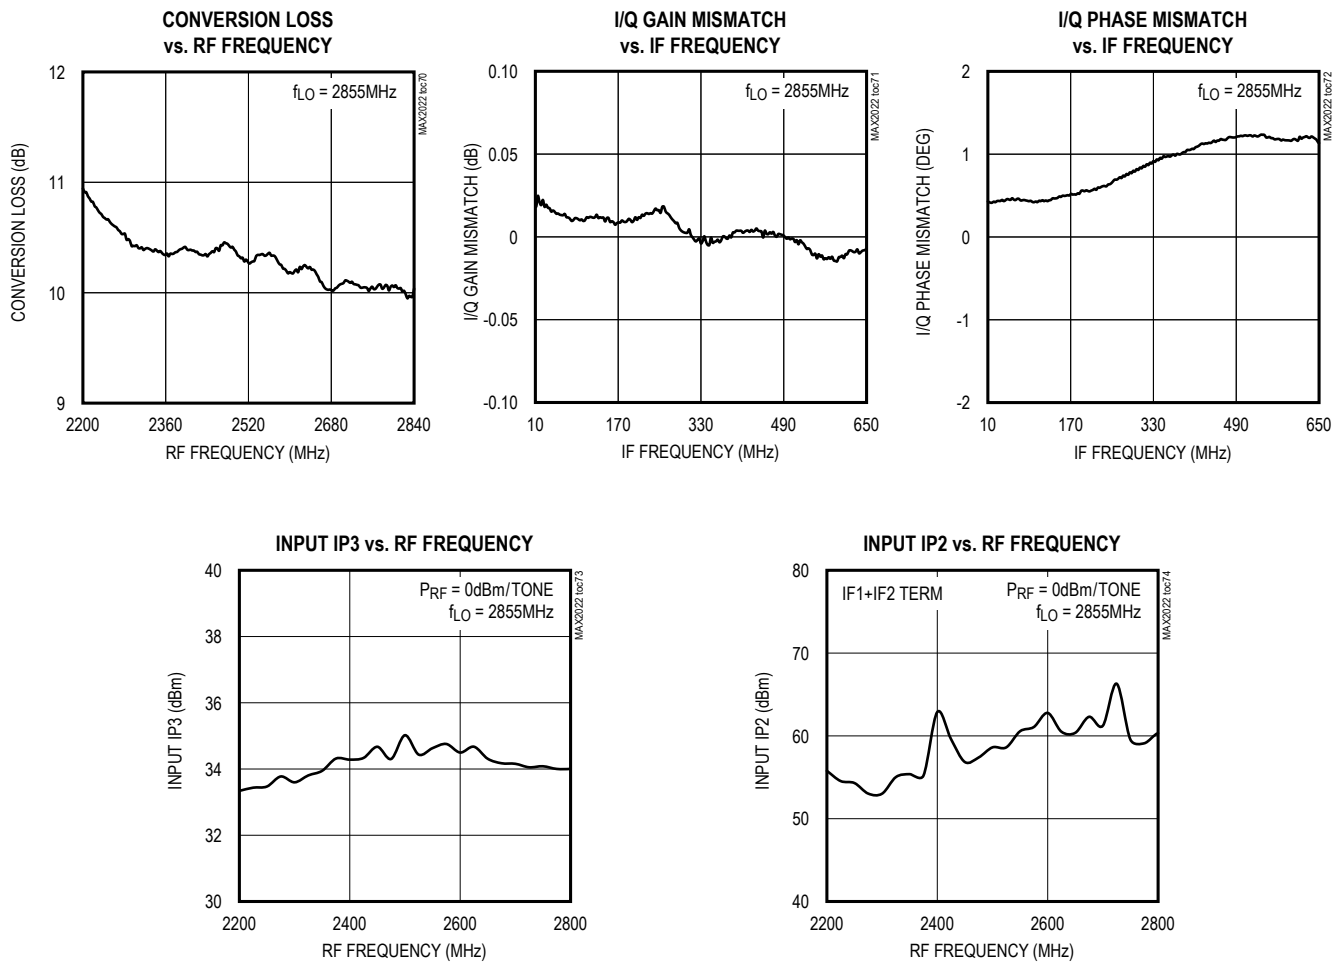 CONVERSION LOSS
vs. RF FREQUENCY
12
11
10
9
CONVERSION LOSS (dB)
fLO = 2855MHz
MAX2022 toc70
2200 2360 2520 2680 2840
RF FREQUENCY (MHz)
I/Q GAIN MISMATCH
vs. IF FREQUENCY
0.10
0.05
0
-0.05
-0.10
I/Q GAIN MISMATCH (dB)
fLO = 2855MHz
MAX2022 toc71
10 170 330 490 650
IF FREQUENCY (MHz)
I/Q PHASE MISMATCH
vs. IF FREQUENCY
2
1
0
-1
-2
I/Q PHASE MISMATCH (DEG)
fLO = 2855MHz
MAX2022 toc72
10 170 330 490 650
IF FREQUENCY (MHz)
INPUT IP3 vs. RF FREQUENCY
40
38
36
34
32
30
INPUT IP3 (dBm)
PRF = 0dBm/TONE
fLO = 2855MHz
MAX2022 toc73
2200 2400 2600 2800
RF FREQUENCY (MHz)
INPUT IP2 vs. RF FREQUENCY
80
70
60
50
40
INPUT IP2 (dBm)
IF1+IF2 TERM
PRF = 0dBm/TONE
fLO = 2855MHz
MAX2022 toc74
2200 2400 2600 2800
RF FREQUENCY (MHz)